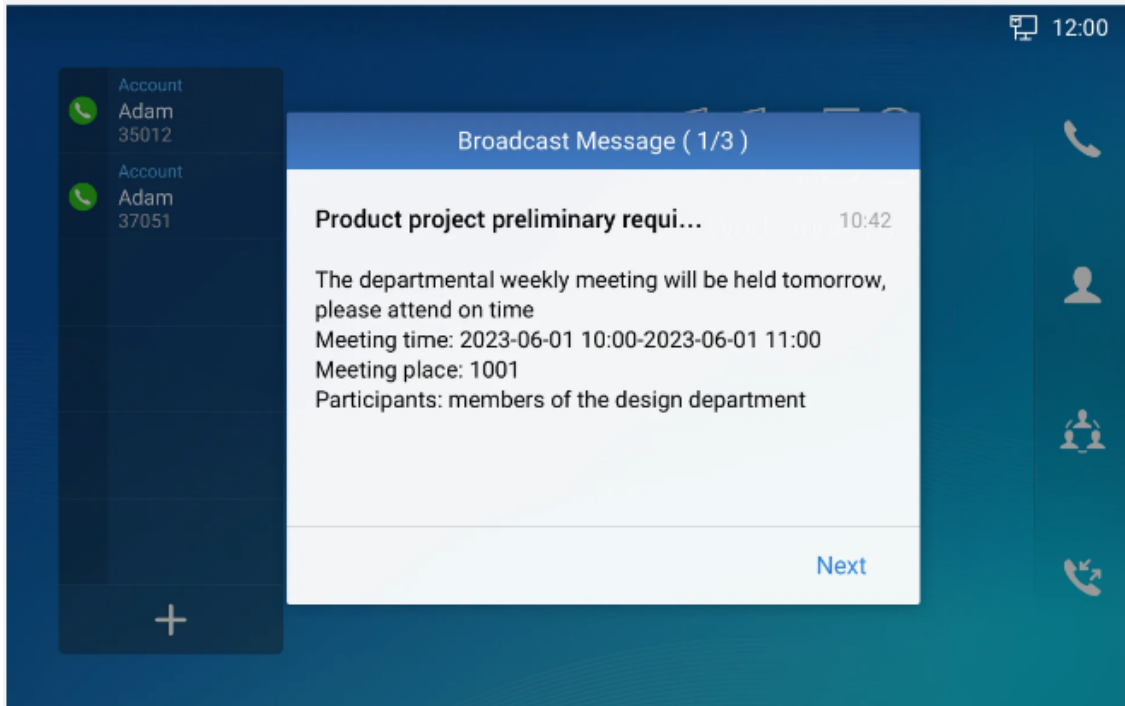 12:00
Account
Adam
35012
Account
Adam
37051
Broadcast Message ( 1/3 )
Product project preliminary requi... 10:42
The departmental weekly meeting will be held tomorrow,
please attend on time
Meeting time: 2023-06-01 10:00-2023-06-01 11:00
Meeting place: 1001
Participants: members of the design department
Next